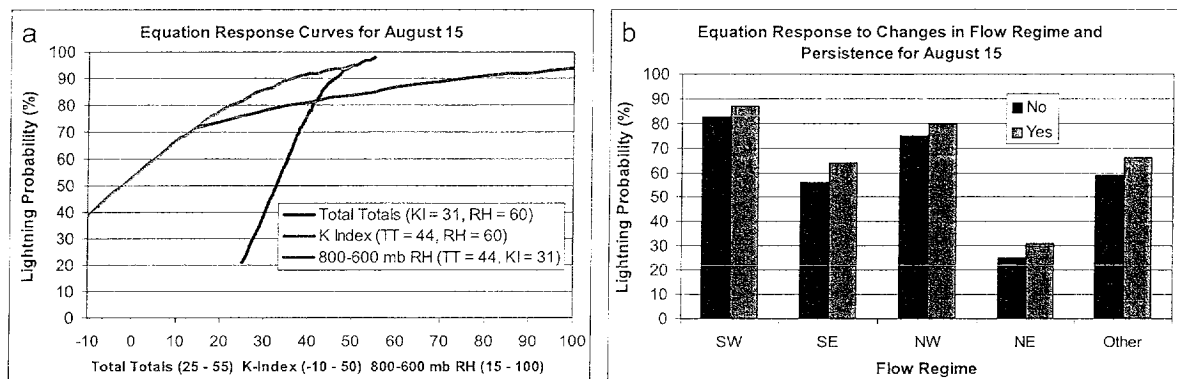 a
Equation Response Curves for August 15
Lightning Probability (%)
100
90
80
70
60
50
40
30
20
10
0
Total Totals (KI = 31, RH = 60)
K Index (TT = 44, RH = 60)
800-600 mb RH (TT = 44, KI = 31)
-10 0 10 20 30 40 50 60 70 80 90 100
Total Totals (25 - 55) K-Index (-10 - 50) 800-600 mb RH (15 - 100)
b
Equation Response to Changes in Flow Regime and
Persistence for August 15
Lightning Probability (%)
100
90
80
70
60
50
40
30
20
10
0
No
Yes
SW SE NW NE Other
Flow Regime